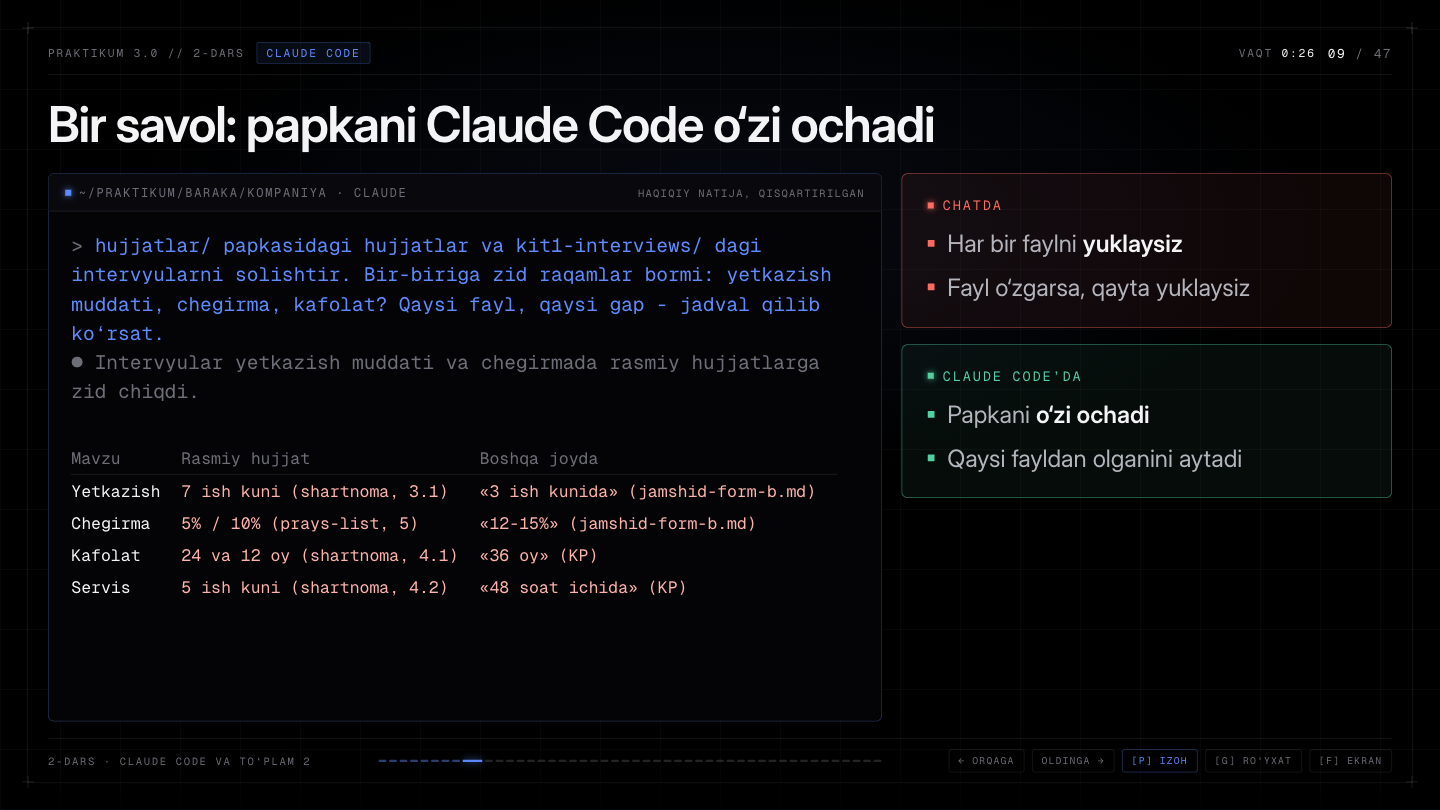 PRAKTIKUM 3.0 // 2-DARS CLAUDE CODE
VAQT 0:26 09 / 47
Bir savol: papkani Claude Code o‘zi ochadi
~/PRAKTIKUM/BARAKA/KOMPANIYA · CLAUDE
HAQIQIY NATIJA, QISQARTIRILGAN
> hujjatlar/ papkasidagi hujjatlar va kit1-interviews/ dagi
intervyularni solishtir. Bir-biriga zid raqamlar bormi: yetkazish
muddati, chegirma, kafolat? Qaysi fayl, qaysi gap - jadval qilib
ko‘rsat.
● Intervyular yetkazish muddati va chegirmada rasmiy hujjatlarga
zid chiqdi.
Mavzu Rasmiy hujjat Boshqa joyda
Yetkazish 7 ish kuni (shartnoma, 3.1) «3 ish kunida» (jamshid-form-b.md)
Chegirma 5% / 10% (prays-list, 5) «12-15%» (jamshid-form-b.md)
Kafolat 24 va 12 oy (shartnoma, 4.1) «36 oy» (KP)
Servis 5 ish kuni (shartnoma, 4.2) «48 soat ichida» (KP)
CHATDA
Har bir faylni yuklaysiz
Fayl o‘zgarsa, qayta yuklaysiz
CLAUDE CODE’DA
Papkani o‘zi ochadi
Qaysi fayldan olganini aytadi
2-DARS · CLAUDE CODE VA TO‘PLAM 2
← ORQAGA OLDINGA → [P] IZOH [G] RO‘YXAT [F] EKRAN